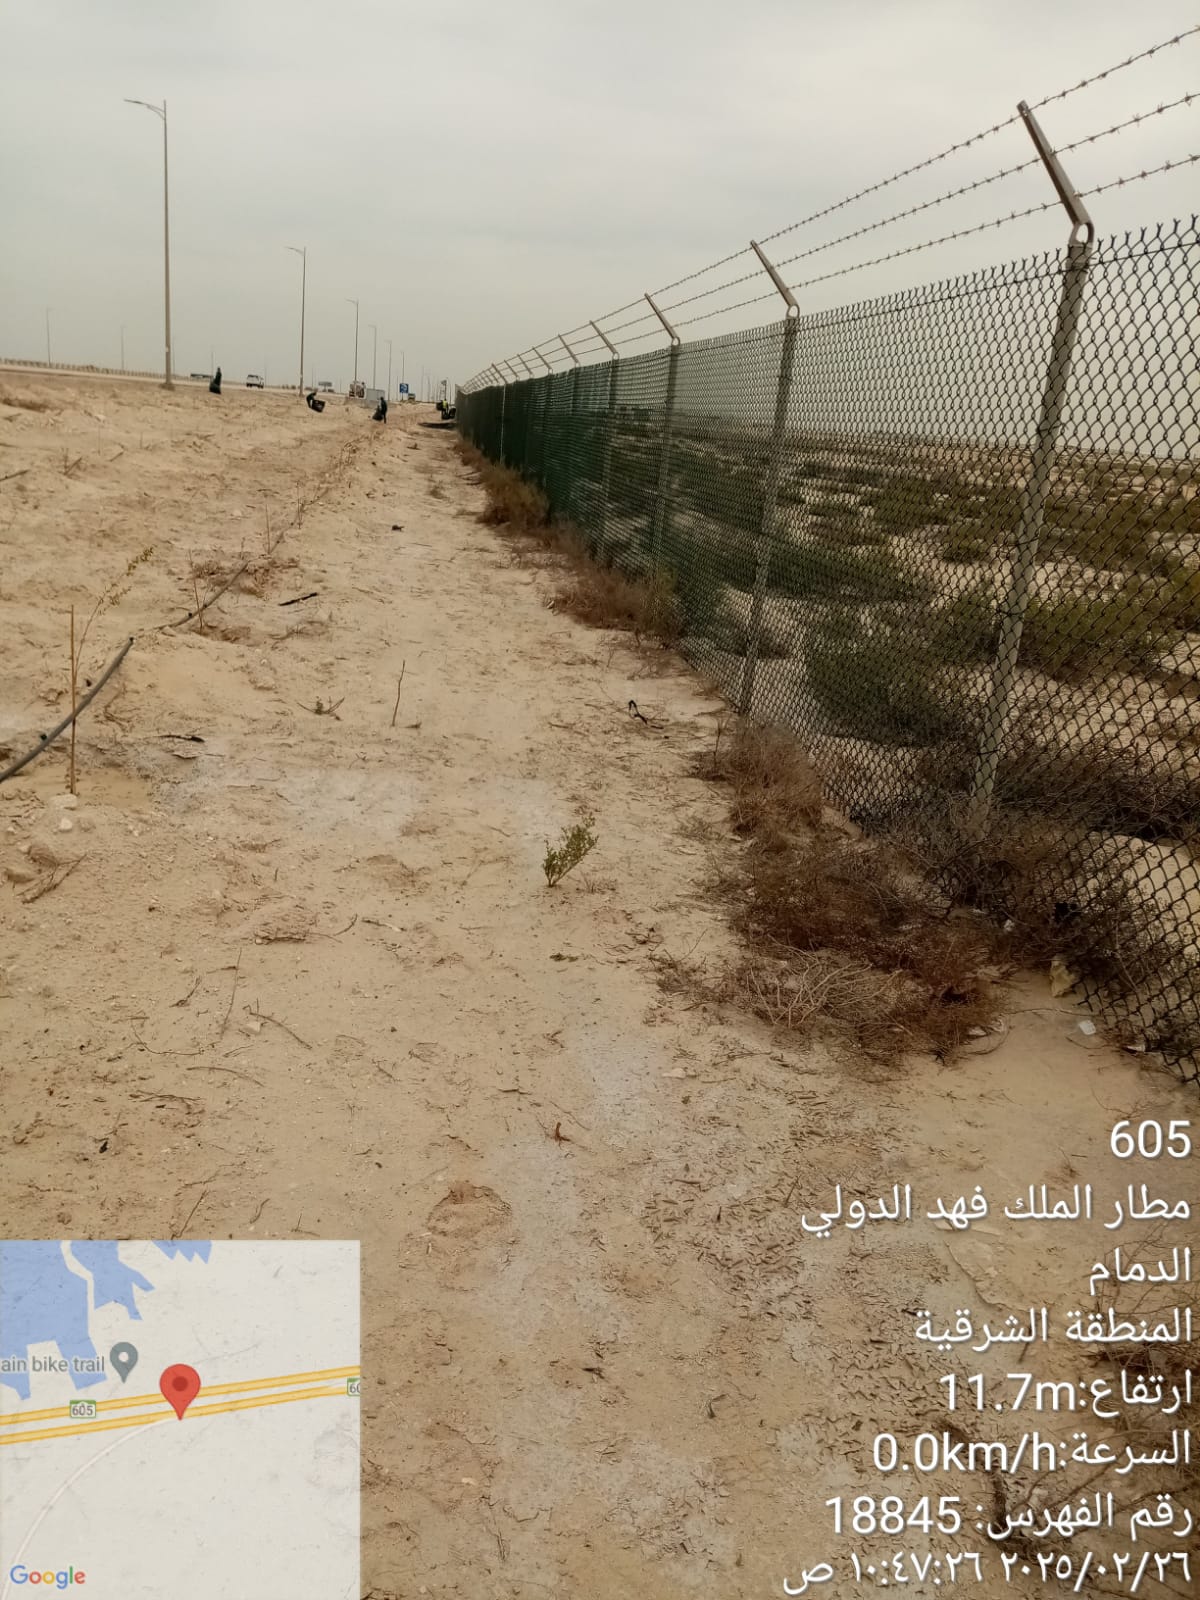 605
مطار الملك فهد الدولي
الدمام
المنطقة الشرقية
ارتفاع:11.7m
السرعة:0.0km/h
رقم الفهرس: 18845
٢٠٢٥/٠٢/٢٦ ١٠:٤٧:٢٦ ص
ain bike trail
605
60
Google